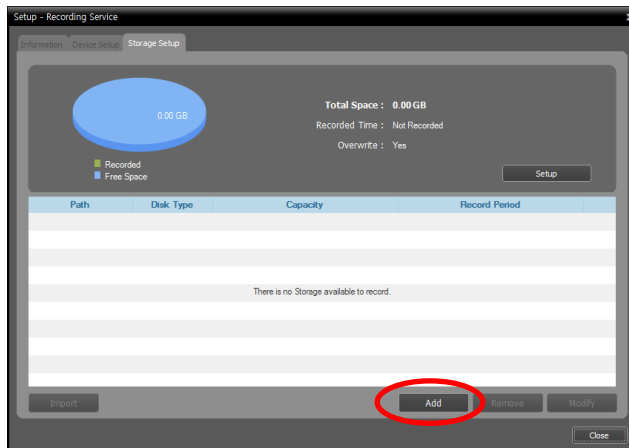 Setup - Recording Service
Information Device Setup Storage Setup
0.00 GB
Total Space : 0.00 GB
Recorded Time : Not Recorded
Overwrite : Yes
Recorded
Free Space
Setup
Path Disk Type Capacity Record Period
There is no Storage available to record.
Import Add Remove Modify
Close